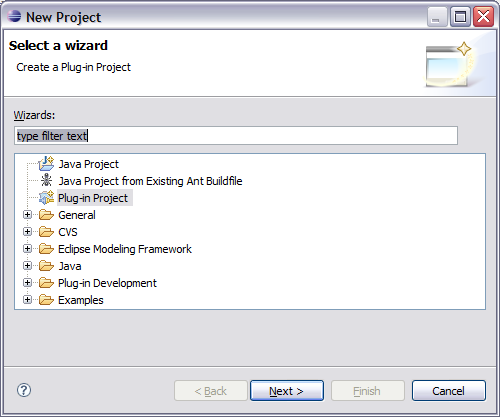 New Project
Select a wizard
Create a Plug-in Project
Wizards:
type filter text
Java Project
Java Project from Existing Ant Buildfile
Plug-in Project
General
CVS
Eclipse Modeling Framework
Java
Plug-in Development
Examples
?
< Back Next > Finish Cancel